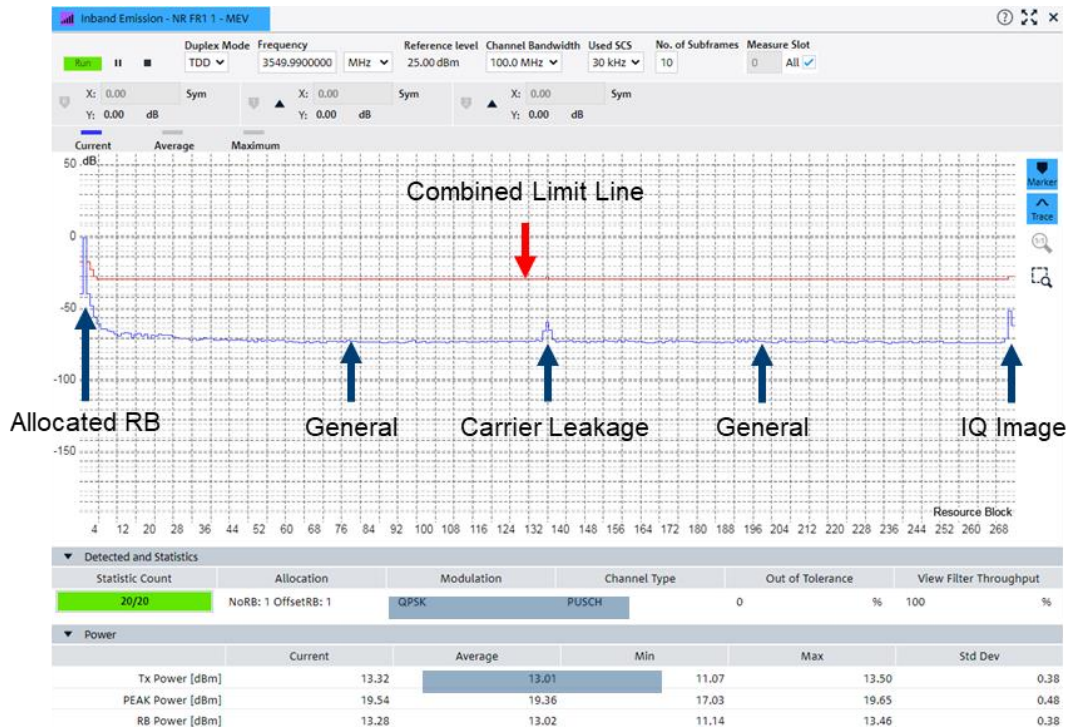 Inband Emission - NR FR1 1 - MEV
Duplex Mode Frequency Reference level Channel Bandwidth Used SCS No. of Subframes Measure Slot
Run TDD 3549.9900000 MHz 25.00 dBm 100.0 MHz 30 kHz 10 0 All
X: 0.00 Sym X: 0.00 Sym X: 0.00 Sym
Y: 0.00 dB Y: 0.00 dB Y: 0.00 dB
Current Average Maximum
50 dB
Marker
Combined Limit Line
Trace
0
-50
-100
Allocated RB General Carrier Leakage General IQ Image
-150
Resource Block
4 12 20 28 36 44 52 60 68 76 84 92 100 108 116 124 132 140 148 156 164 172 180 188 196 204 212 220 228 236 244 252 260 268
Detected and Statistics
Statistic Count Allocation Modulation Channel Type Out of Tolerance View Filter Throughput
20/20 NoRB: 1 OffsetRB: 1 QPSK PUSCH 0 % 100 %
Power
Current Average Min Max Std Dev
Tx Power [dBm] 13.32 13.01 11.07 13.50 0.38
PEAK Power [dBm] 19.54 19.36 17.03 19.65 0.48
RB Power [dBm] 13.28 13.02 11.14 13.46 0.38